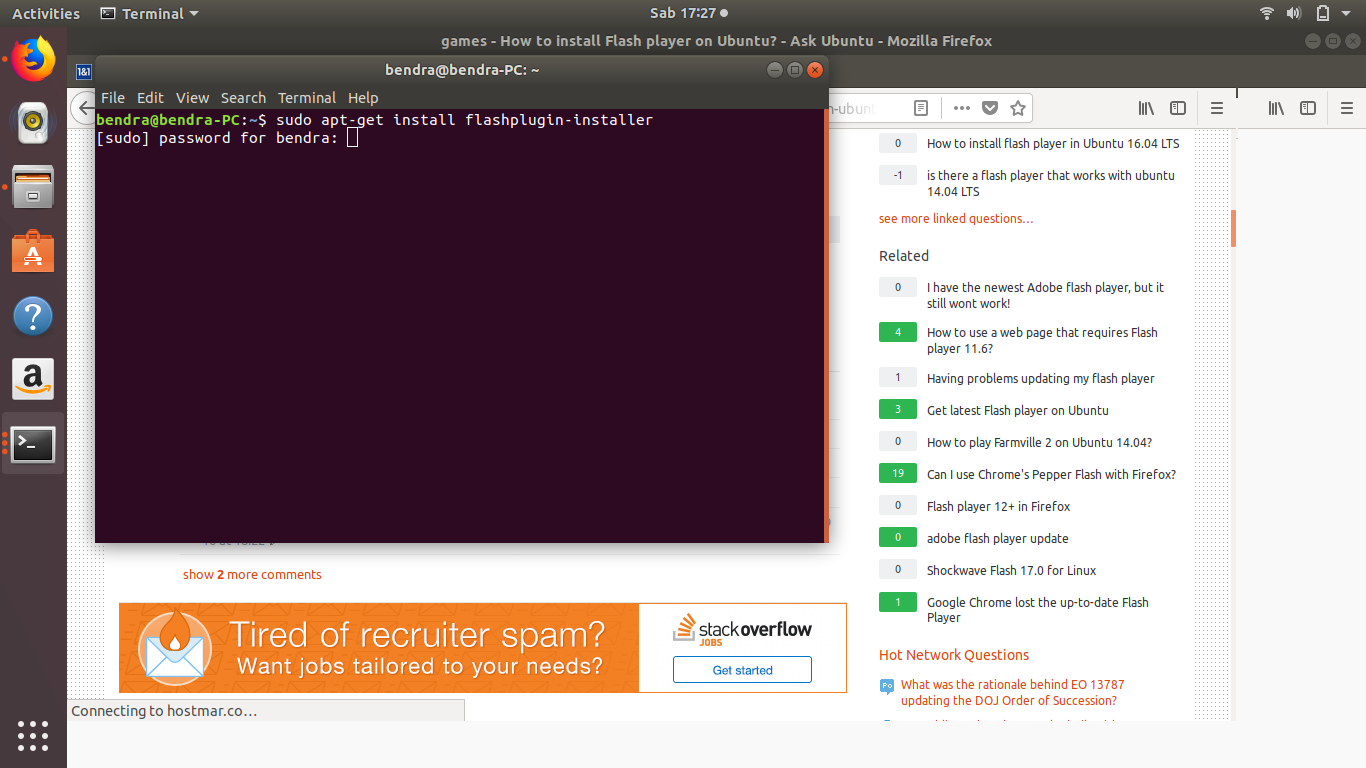 Activities
Terminal
Sab 17:27
games - How to install Flash player on Ubuntu? - Ask Ubuntu - Mozilla Firefox
1&1
bendra@bendra-PC: ~
File Edit View Search Terminal Help
bendra@bendra-PC:~$ sudo apt-get install flashplugin-installer
[sudo] password for bendra:
0 How to install flash player in Ubuntu 16.04 LTS
-1 is there a flash player that works with ubuntu
14.04 LTS
see more linked questions…
Related
0 I have the newest Adobe flash player, but it
still wont work!
4 How to use a web page that requires Flash
player 11.6?
1 Having problems updating my flash player
3 Get latest Flash player on Ubuntu
0 How to play Farmville 2 on Ubuntu 14.04?
19 Can I use Chrome's Pepper Flash with Firefox?
0 Flash player 12+ in Firefox
0 adobe flash player update
0 Shockwave Flash 17.0 for Linux
1 Google Chrome lost the up-to-date Flash
Player
Hot Network Questions
What was the rationale behind EO 13787
updating the DOJ Order of Succession?
show 2 more comments
Tired of recruiter spam?
Want jobs tailored to your needs?
stackoverflow
JOBS
Get started
Connecting to hostmar.co…